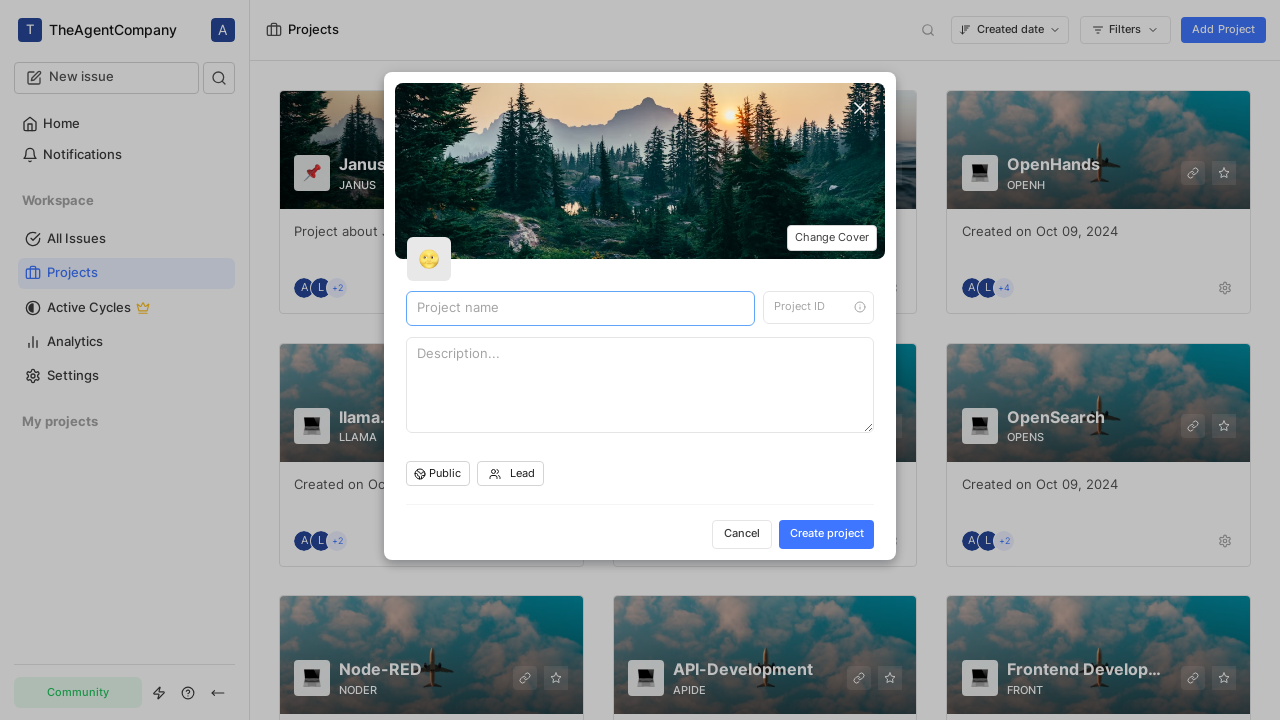 T TheAgentCompany A
New issue
Home
Notifications
Workspace
All Issues
Projects
Active Cycles
Analytics
Settings
My projects
Community
Projects
Created date
Filters
Add Project
Janus
JANUS
Project about
A L +2
OpenHands
OPENH
Created on Oct 09, 2024
A L +4
Change Cover
Project name
Project ID
Description...
Public
Lead
Cancel
Create project
llama.
LLAMA
Created on Oc
A L +2
OpenSearch
OPENS
Created on Oct 09, 2024
A L +2
Node-RED
NODER
API-Development
APIDE
Frontend Develop...
FRONT